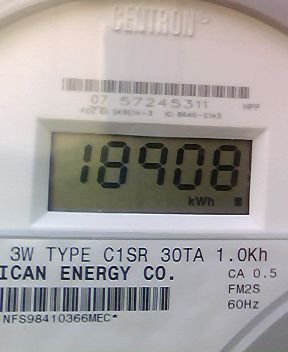 CENTRON
07 57245311
HPP
18908
kWh
3W TYPE C1SR 30TA 1.0Kh
ICAN ENERGY CO.
CA 0.5
FM2S
60Hz
NFS98410366MEC*